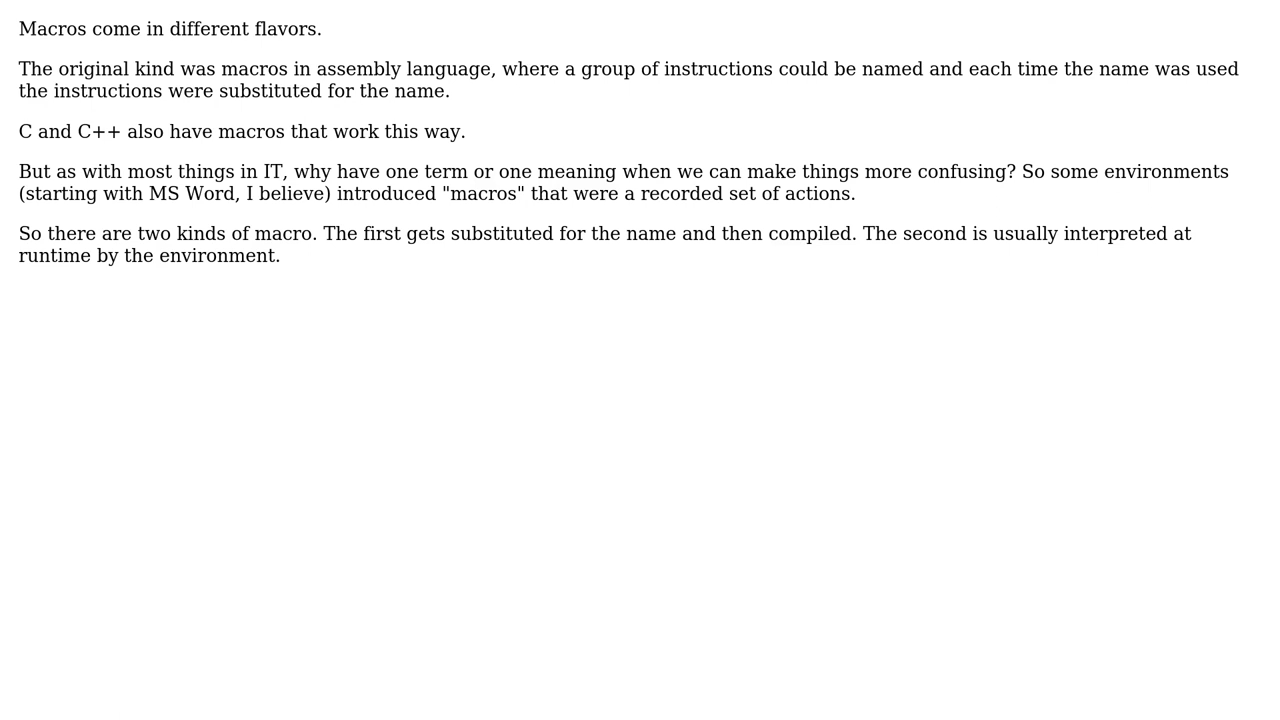 Macros come in different flavors.
The original kind was macros in assembly language, where a group of instructions could be named and each time the name was used
the instructions were substituted for the name.
C and C++ also have macros that work this way.
But as with most things in IT, why have one term or one meaning when we can make things more confusing? So some environments
(starting with MS Word, I believe) introduced "macros" that were a recorded set of actions.
So there are two kinds of macro. The first gets substituted for the name and then compiled. The second is usually interpreted at
runtime by the environment.